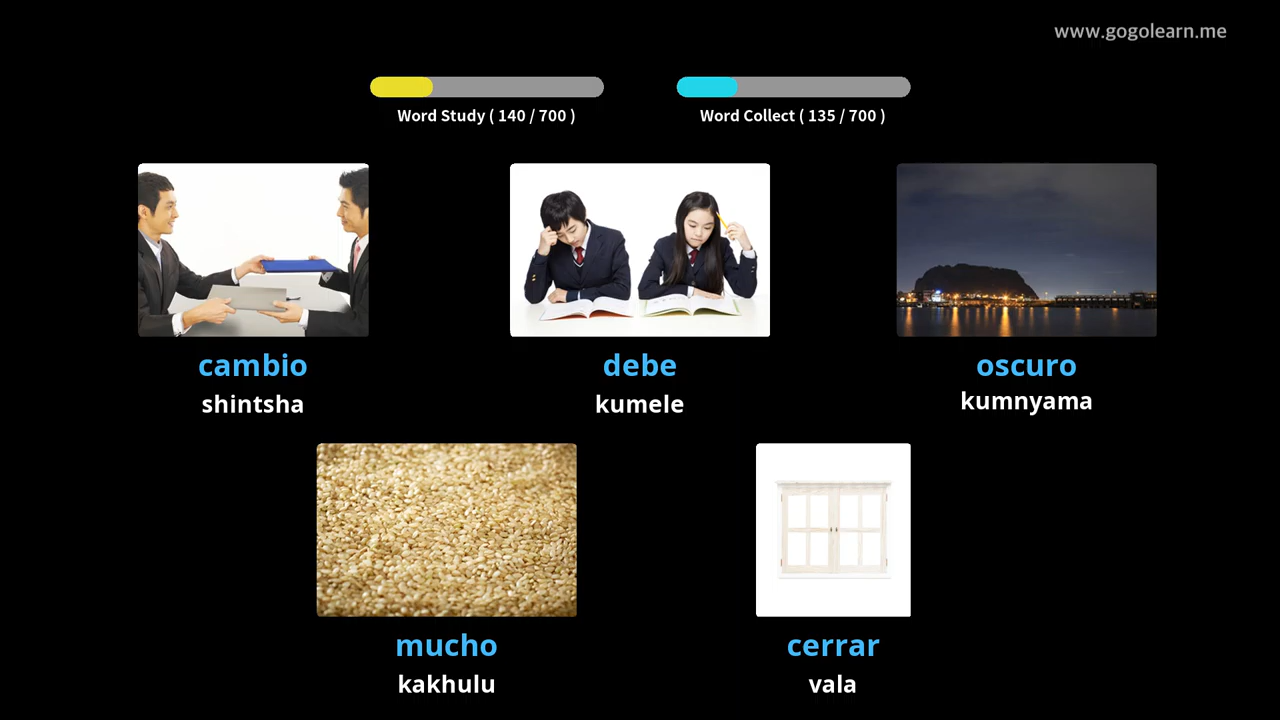 www.gogolearn.me
Word Study ( 140 / 700 )
Word Collect ( 135 / 700 )
cambio
shintsha
debe
kumele
oscuro
kumnyama
mucho
kakhulu
cerrar
vala